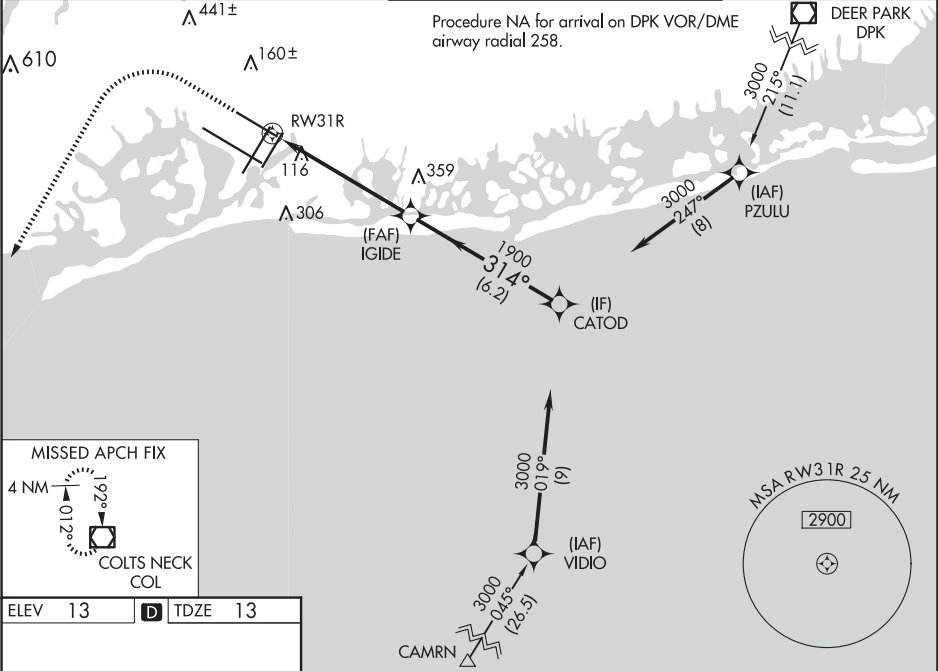 441±
Procedure NA for arrival on DPK VOR/DME
airway radial 258.
DEER PARK
DPK
610
160±
3000
215°
(11.1)
RW31R
116
359
306
(FAF)
IGIDE
3000
247°
(8)
(IAF)
PZULU
1900
314°
(6.2)
(IF)
CATOD
MISSED APCH FIX
4 NM
192°
012°
COLTS NECK
COL
3000
019°
(9)
(IAF)
VIDIO
3000
045°
(26.5)
CAMRN
MSA RW31R 25 NM
2900
ELEV 13 D TDZE 13